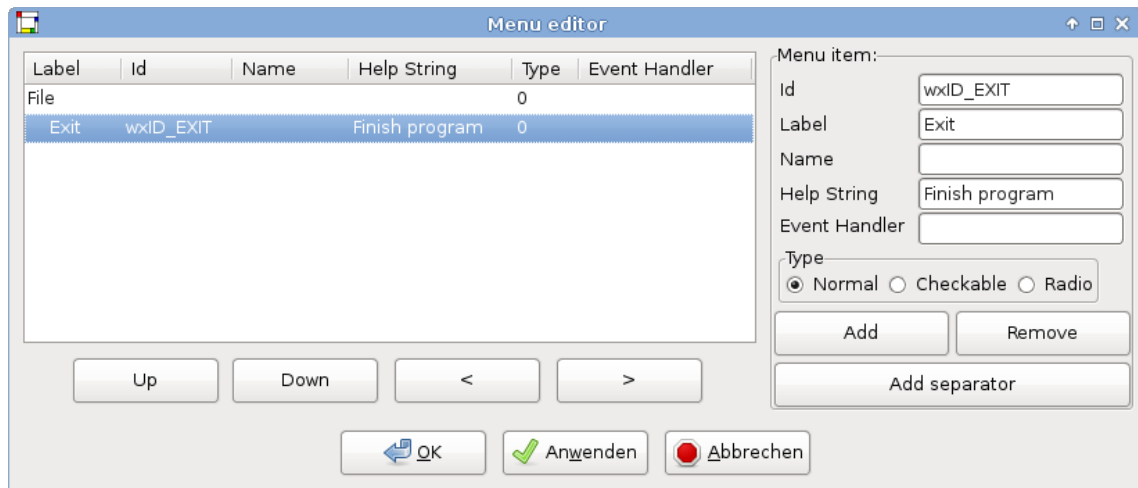 Menu editor
Label Id Name Help String Type Event Handler
File 0
Exit wxID_EXIT Finish program 0
Up Down < >
Menu item:
Id wxID_EXIT
Label Exit
Name
Help String Finish program
Event Handler
Type
Normal Checkable Radio
Add Remove
Add separator
OK Anwenden Abbrechen